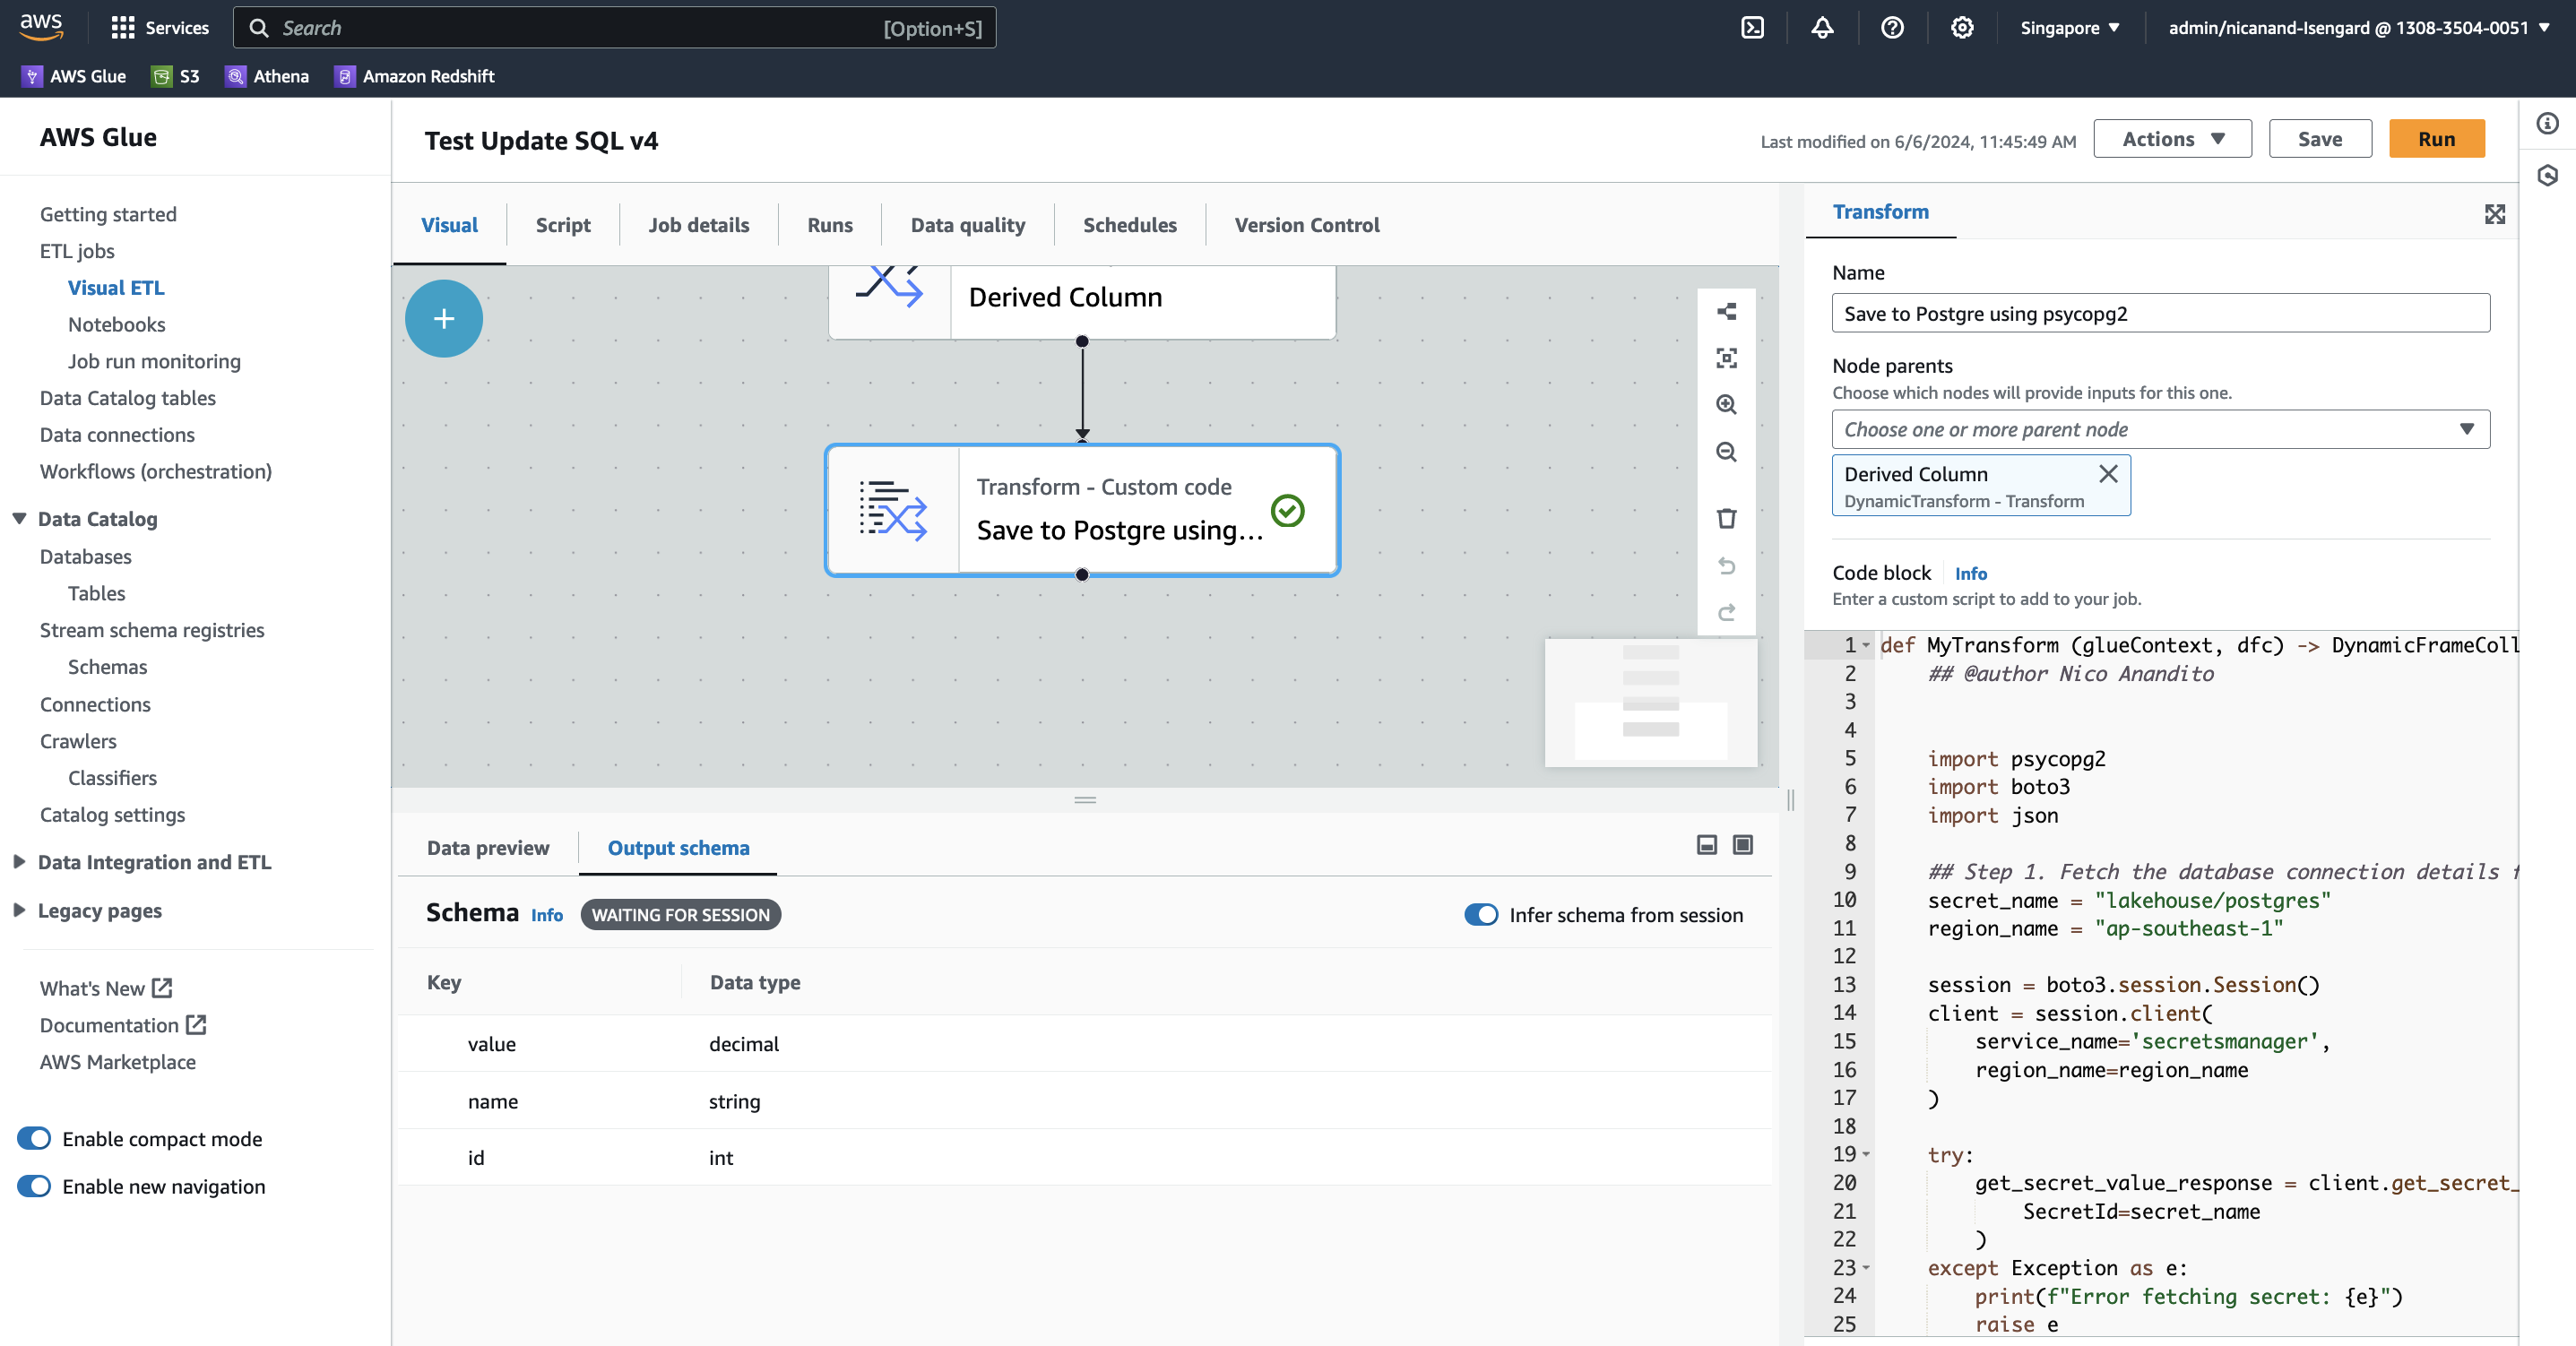 aws
Services
Search
[Option+S]
Singapore
admin/nicanand-Isengard @ 1308-3504-0051
AWS Glue
S3
Athena
Amazon Redshift
AWS Glue
Getting started
ETL jobs
Visual ETL
Notebooks
Job run monitoring
Data Catalog tables
Data connections
Workflows (orchestration)
Data Catalog
Databases
Tables
Stream schema registries
Schemas
Connections
Crawlers
Classifiers
Catalog settings
Data Integration and ETL
Legacy pages
What's New
Documentation
AWS Marketplace
Enable compact mode
Enable new navigation
Test Update SQL v4
Last modified on 6/6/2024, 11:45:49 AM
Actions
Save
Run
Visual
Script
Job details
Runs
Data quality
Schedules
Version Control
Derived Column
Transform - Custom code
Save to Postgre using...
Data preview
Output schema
Schema
Info
WAITING FOR SESSION
Infer schema from session
Key
Data type
value
decimal
name
string
id
int
Transform
Name
Save to Postgre using psycopg2
Node parents
Choose which nodes will provide inputs for this one.
Choose one or more parent node
Derived Column
DynamicTransform - Transform
Code block
Info
Enter a custom script to add to your job.
1 def MyTransform (glueContext, dfc) -> DynamicFrameColl
2 ## @author Nico Anandito
3
4
5 import psycopg2
6 import boto3
7 import json
8
9 ## Step 1. Fetch the database connection details f
10 secret_name = "lakehouse/postgres"
11 region_name = "ap-southeast-1"
12
13 session = boto3.session.Session()
14 client = session.client(
15 service_name='secretsmanager',
16 region_name=region_name
17 )
18
19 try:
20 get_secret_value_response = client.get_secret_
21 SecretId=secret_name
22 )
23 except Exception as e:
24 print(f"Error fetching secret: {e}")
25 raise e